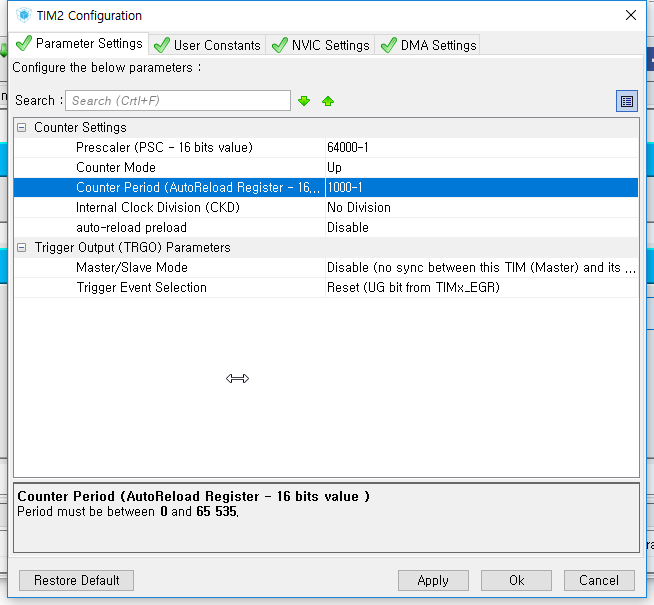 TIM2 Configuration
Parameter Settings
User Constants
NVIC Settings
DMA Settings
Configure the below parameters :
Search : Search (Crtl+F)
Counter Settings
Prescaler (PSC - 16 bits value) 64000-1
Counter Mode Up
Counter Period (AutoReload Register - 16,... 1000-1
Internal Clock Division (CKD) No Division
auto-reload preload Disable
Trigger Output (TRGO) Parameters
Master/Slave Mode Disable (no sync between this TIM (Master) and its ...
Trigger Event Selection Reset (UG bit from TIMx_EGR)
Counter Period (AutoReload Register - 16 bits value )
Period must be between 0 and 65 535.
Restore Default
Apply
Ok
Cancel